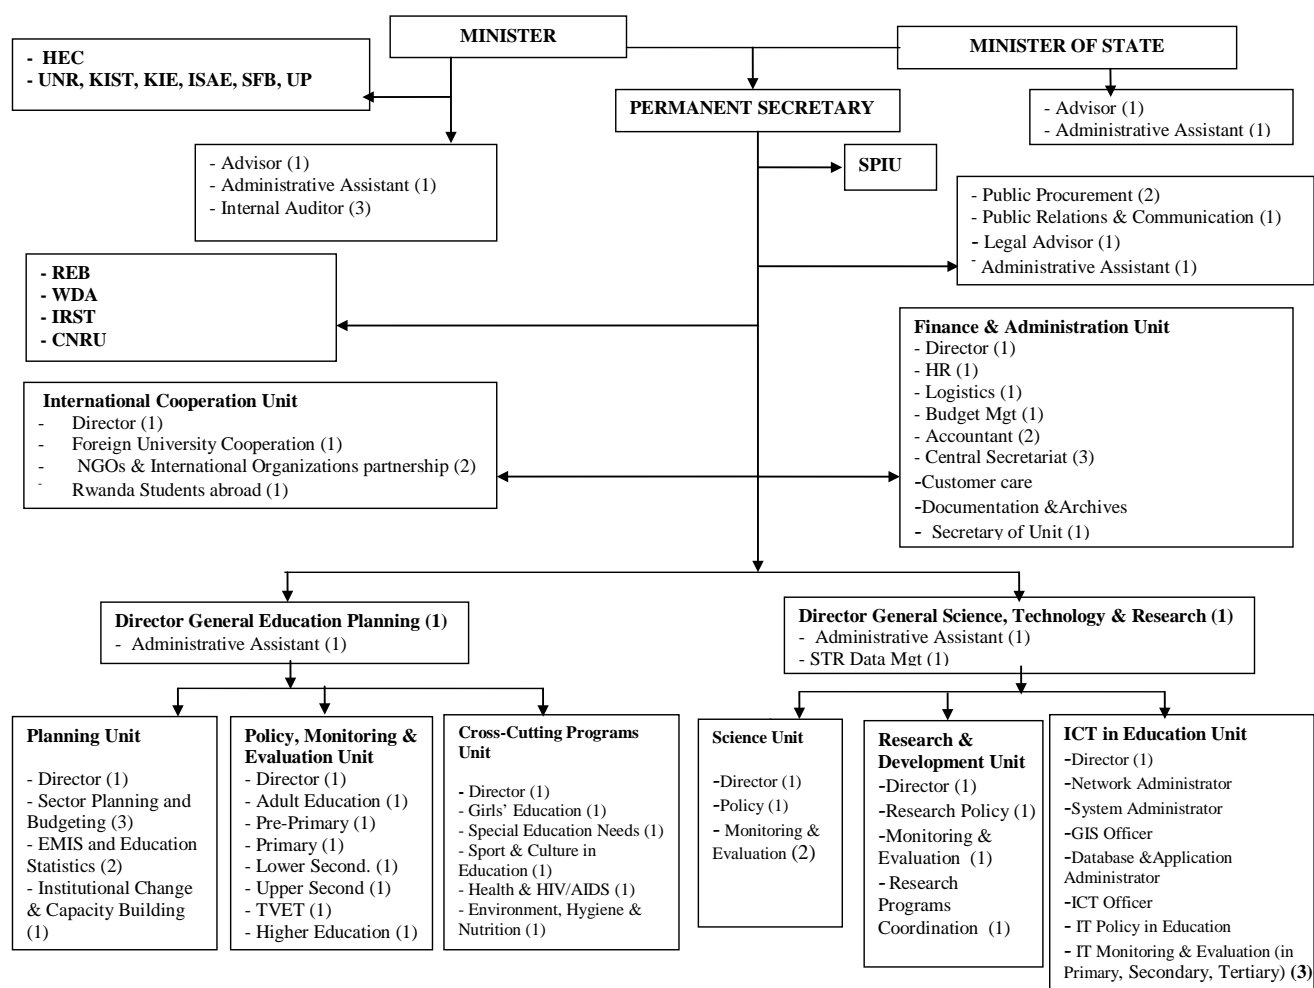 MINISTER
MINISTER OF STATE
- HEC
- UNR, KIST, KIE, ISAE, SFB, UP
PERMANENT SECRETARY
- Advisor (1)
- Administrative Assistant (1)
- Advisor (1)
- Administrative Assistant (1)
- Internal Auditor (3)
SPIU
- Public Procurement (2)
- Public Relations & Communication (1)
- Legal Advisor (1)
- Administrative Assistant (1)
- REB
- WDA
- IRST
- CNRU
Finance & Administration Unit
- Director (1)
- HR (1)
- Logistics (1)
- Budget Mgt (1)
- Accountant (2)
- Central Secretariat (3)
-Customer care
-Documentation &Archives
- Secretary of Unit (1)
International Cooperation Unit
- Director (1)
- Foreign University Cooperation (1)
- NGOs & International Organizations partnership (2)
- Rwanda Students abroad (1)
Director General Education Planning (1)
- Administrative Assistant (1)
Director General Science, Technology & Research (1)
- Administrative Assistant (1)
- STR Data Mgt (1)
Planning Unit
- Director (1)
- Sector Planning and
Budgeting (3)
- EMIS and Education
Statistics (2)
- Institutional Change
& Capacity Building
(1)
Policy, Monitoring &
Evaluation Unit
- Director (1)
- Adult Education (1)
- Pre-Primary (1)
- Primary (1)
- Lower Second. (1)
- Upper Second (1)
- TVET (1)
- Higher Education (1)
Cross-Cutting Programs
Unit
- Director (1)
- Girls' Education (1)
- Special Education Needs (1)
- Sport & Culture in
Education (1)
- Health & HIV/AIDS (1)
- Environment, Hygiene &
Nutrition (1)
Science Unit
-Director (1)
-Policy (1)
- Monitoring &
Evaluation (2)
Research &
Development Unit
-Director (1)
-Research Policy (1)
-Monitoring &
Evaluation (1)
- Research
Programs
Coordination (1)
ICT in Education Unit
-Director (1)
-Network Administrator
-System Administrator
-GIS Officer
-Database &Application
Administrator
-ICT Officer
- IT Policy in Education
- IT Monitoring & Evaluation (in
Primary, Secondary, Tertiary) (3)